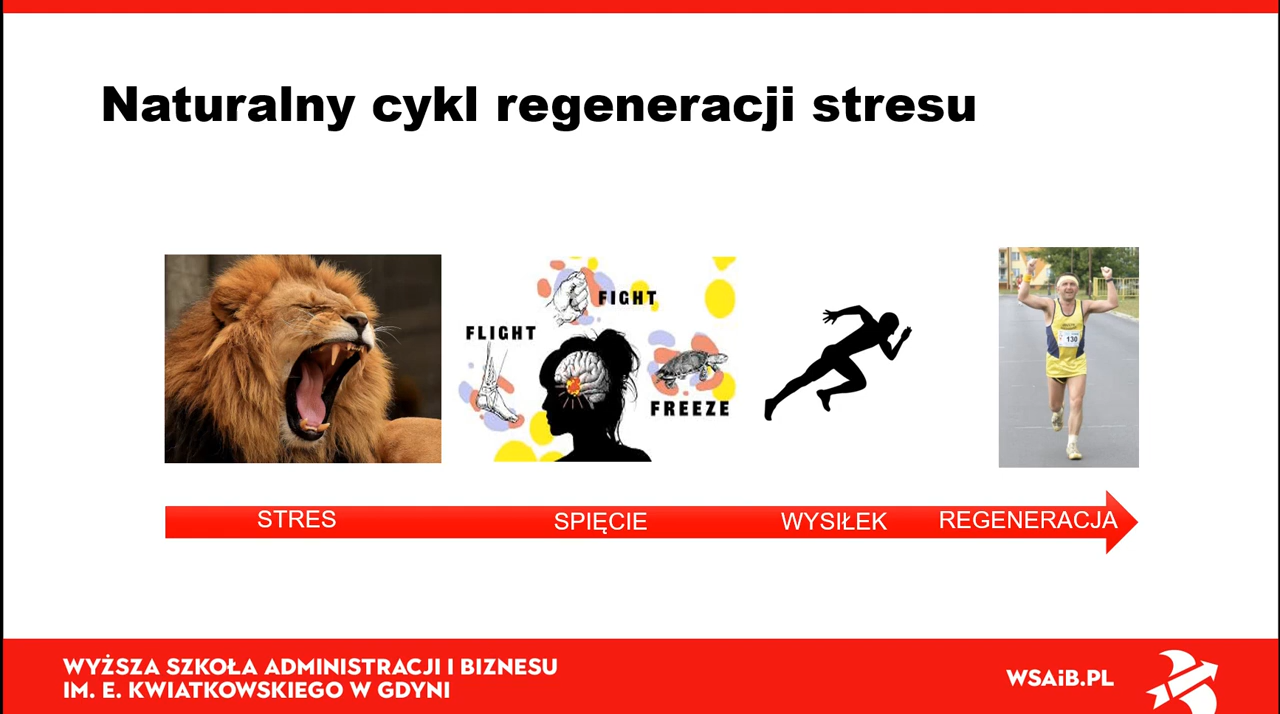 Naturalny cykl regeneracji stresu
FIGHT
FLIGHT
FREEZE
130
STRES
SPIĘCIE
WYSIŁEK
REGENERACJA
WYŻSZA SZKOŁA ADMINISTRACJI I BIZNESU
IM. E. KWIATKOWSKIEGO W GDYNI
WSAiB.PL